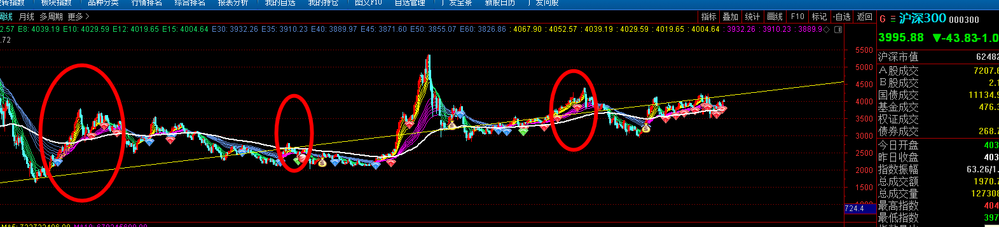 板块指数 品种分类 行情排名 综合排名 报表分析 我的自选 我的持仓 图文F10 自选管理 广发全景 新股日历 广发问股
周线 月线 多周期 更多 指标 叠加 统计 画线 F10 标记 -自选 返回
2.57 E8: 4039.19 E10: 4029.59 E12: 4019.65 E15: 4004.64 E30: 3932.26 E35: 3910.23 E40: 3889.97 E45: 3871.60 E50: 3855.07 E60: 3826.86 : 4067.90 : 4052.57 : 4039.19 : 4029.59 : 4019.65 : 4004.64 : 3932.26 : 3910.23 : 3889.9
.72
5500
5000
4500
4000
3500
3000
2500
2000
1500
724.4
G 沪深300 000300
3995.88 ▼-43.83 -1.0
沪深市值 62482
A股成交 7207.6
B股成交 2.1
国债成交 11134.9
基金成交 476.3
权证成交
债券成交 268.7
今日开盘 403
昨日收盘 403
指数振幅 63.26/1.
总成交额 1970.7
总成交量 127308
最高指数 404
最低指数 397